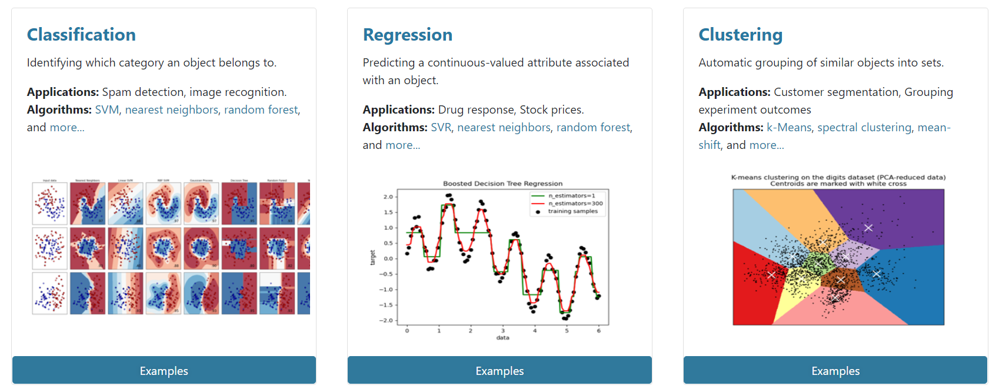 Classification
Identifying which category an object belongs to.
Applications: Spam detection, image recognition.
Algorithms: SVM, nearest neighbors, random forest,
and more...
Input data
Nearest Neighbors
Linear SVM
RBF SVM
Gaussian Process
Decision Tree
Random Forest
Examples
Regression
Predicting a continuous-valued attribute associated
with an object.
Applications: Drug response, Stock prices.
Algorithms: SVR, nearest neighbors, random forest,
and more...
Boosted Decision Tree Regression
n_estimators=1
n_estimators=300
training samples
target
2.0
1.5
1.0
0.5
0.0
−0.5
−1.0
−1.5
−2.0
0 1 2 3 4 5 6
data
Examples
Clustering
Automatic grouping of similar objects into sets.
Applications: Customer segmentation, Grouping
experiment outcomes
Algorithms: k-Means, spectral clustering, mean-
shift, and more...
K-means clustering on the digits dataset (PCA-reduced data)
Centroids are marked with white cross
Examples